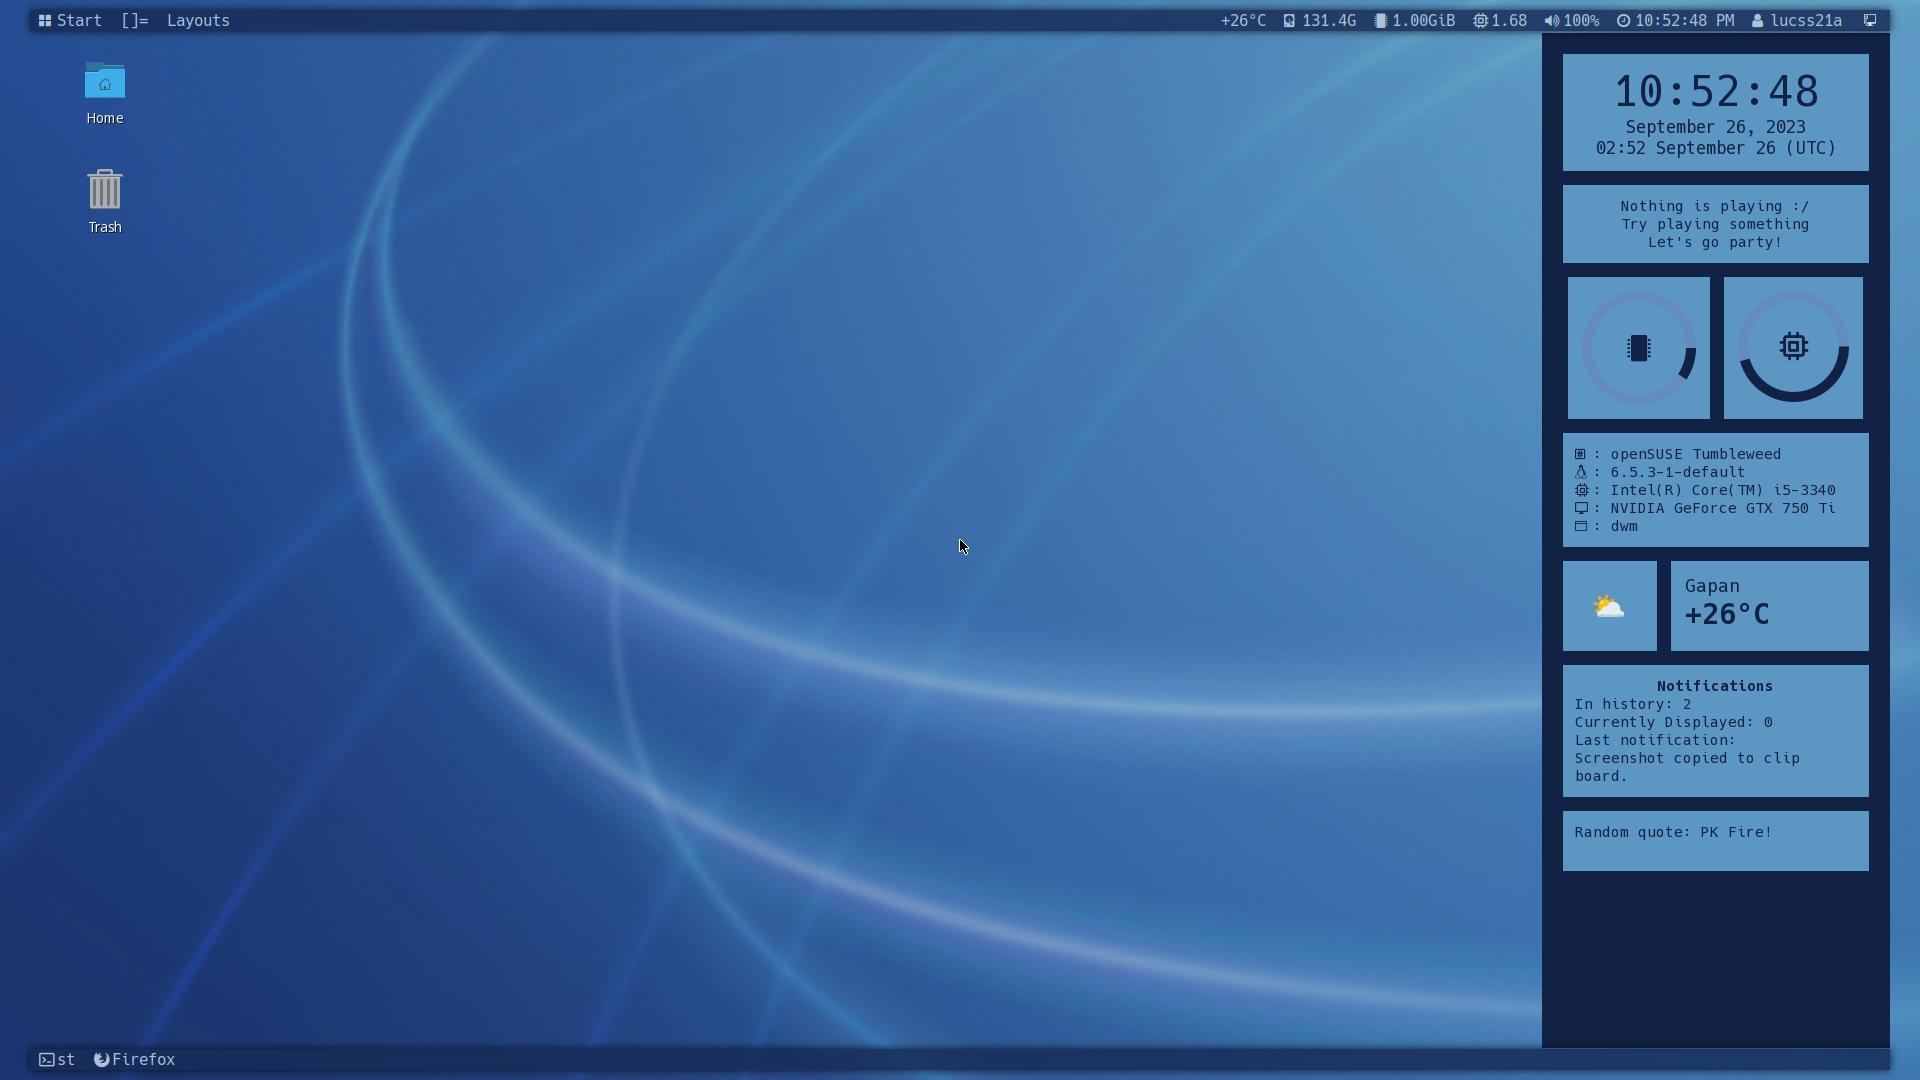 Start []= Layouts +26°C 131.4G 1.00GiB 1.68 100% 10:52:48 PM lucss21a
Home
Trash
10:52:48
September 26, 2023
02:52 September 26 (UTC)
Nothing is playing :/
Try playing something
Let's go party!
: openSUSE Tumbleweed
: 6.5.3-1-default
: Intel(R) Core(TM) i5-3340
: NVIDIA GeForce GTX 750 Ti
: dwm
Gapan
+26°C
Notifications
In history: 2
Currently Displayed: 0
Last notification:
Screenshot copied to clip
board.
Random quote: PK Fire!
st Firefox